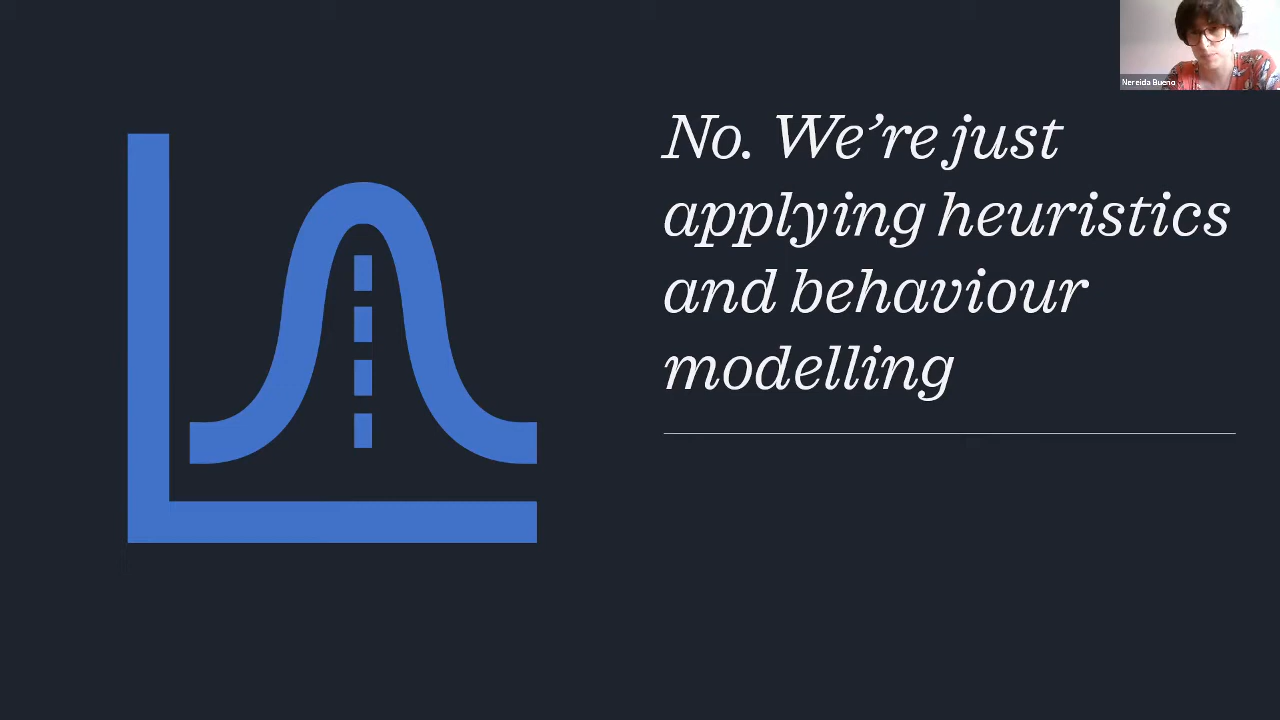 Nereida Bueno
No. We're just
applying heuristics
and behaviour
modelling